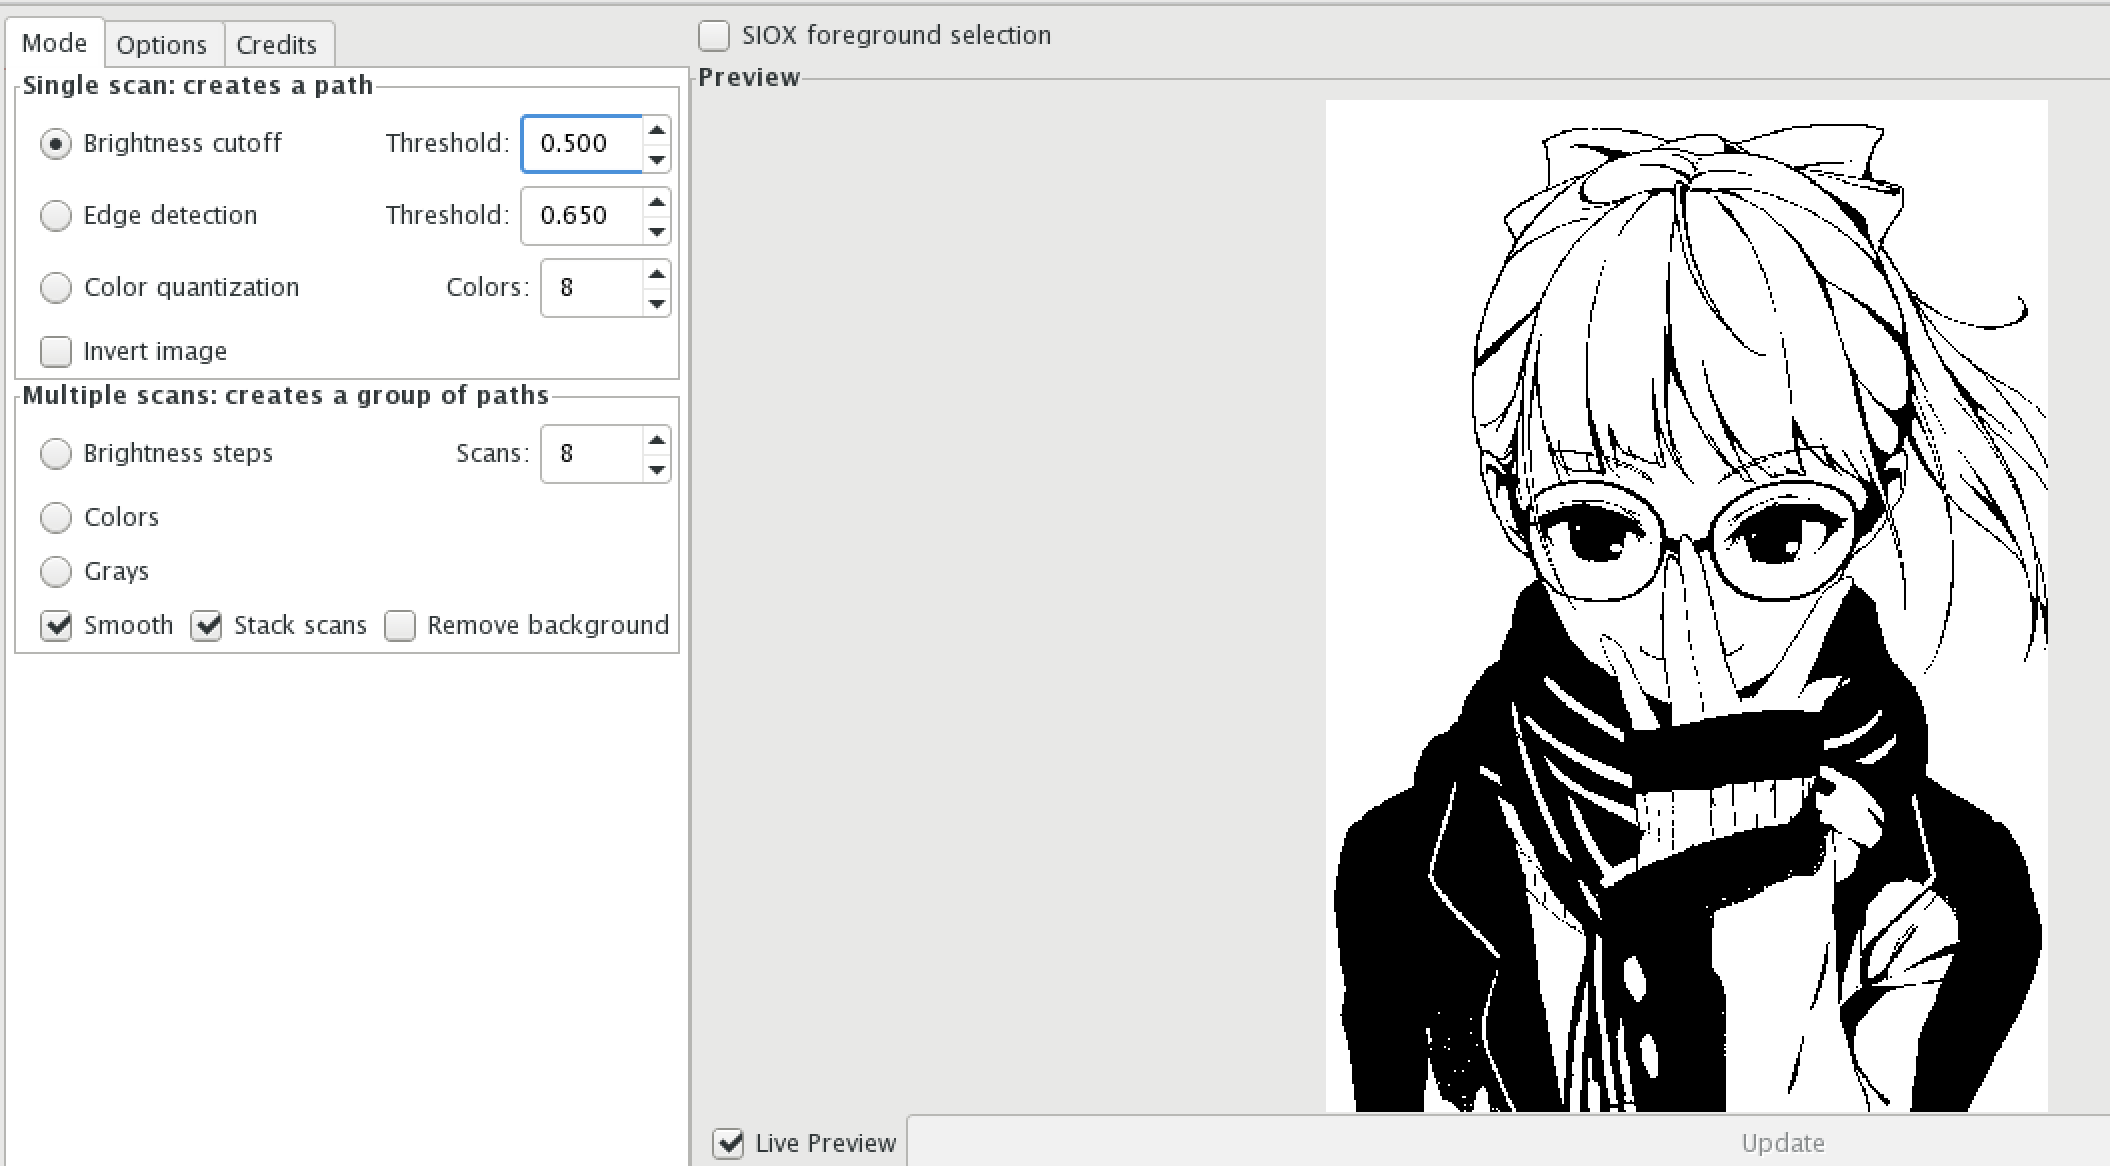 Mode Options Credits
SIOX foreground selection
Single scan: creates a path
Brightness cutoff Threshold: 0.500
Edge detection Threshold: 0.650
Color quantization Colors: 8
Invert image
Multiple scans: creates a group of paths
Brightness steps Scans: 8
Colors
Grays
Smooth Stack scans Remove background
Preview
Live Preview Update